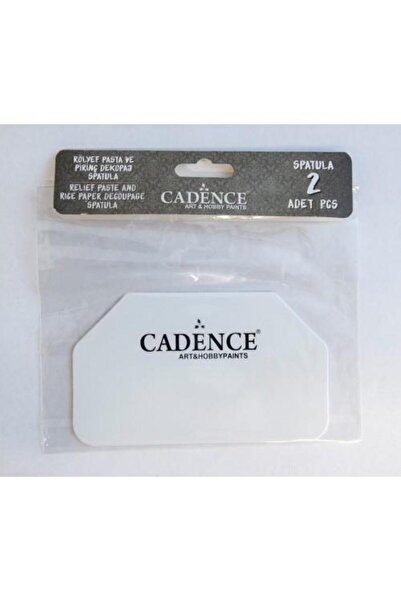 RÖLYEF PASTA VE
PİRİNÇ DEKOPAJ
SPATULA
RELIEF PASTE AND
RICE PAPER DECOUPAGE
SPATULA
CADENCE
ART & HOBBY PAINTS
SPATULA
2
ADET PCS
CADENCE®
ART&HOBBYPAINTS